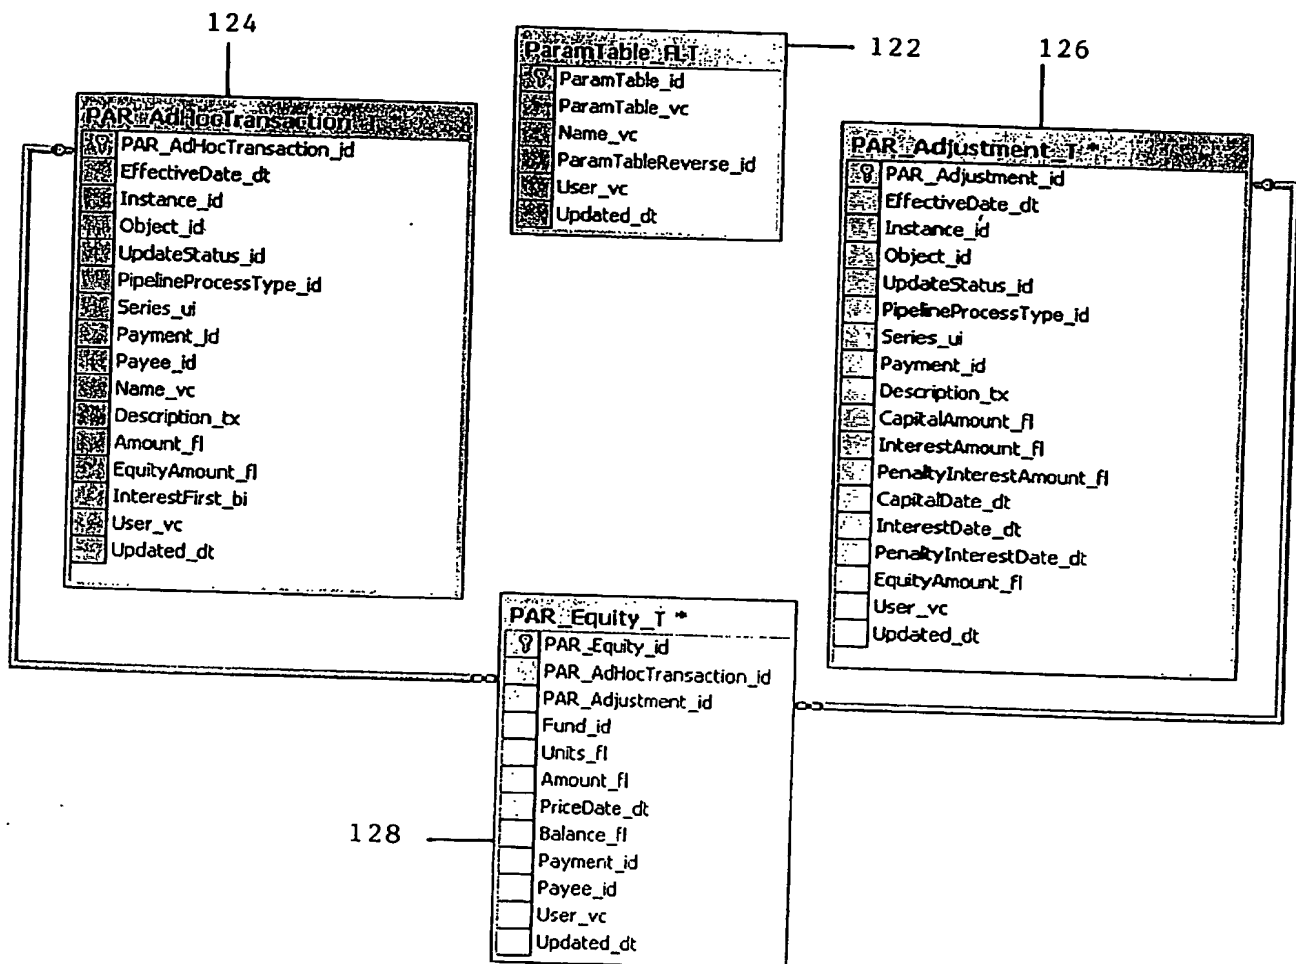 124
PAR_AdHocTransaction
PAR_AdHocTransaction_id
EffectiveDate_dt
Instance_id
Object_id
UpdateStatus_id
PipelineProcessType_id
Series_ui
Payment_id
Payee_id
Name_vc
Description_tx
Amount_fl
EquityAmount_fl
InterestFirst_bi
User_vc
Updated_dt
122
ParamTable_RLT
ParamTable_id
ParamTable_vc
Name_vc
ParamTableReverse_id
User_vc
Updated_dt
126
PAR_Adjustment_T *
PAR_Adjustment_id
EffectiveDate_dt
Instance_id
Object_id
UpdateStatus_id
PipelineProcessType_id
Series_ui
Payment_id
Description_tx
CapitalAmount_fl
InterestAmount_fl
PenaltyInterestAmount_fl
CapitalDate_dt
InterestDate_dt
PenaltyInterestDate_dt
EquityAmount_fl
User_vc
Updated_dt
128
PAR_Equity_T *
PAR_Equity_id
PAR_AdHocTransaction_id
PAR_Adjustment_id
Fund_id
Units_fl
Amount_fl
PriceDate_dt
Balance_fl
Payment_id
Payee_id
User_vc
Updated_dt